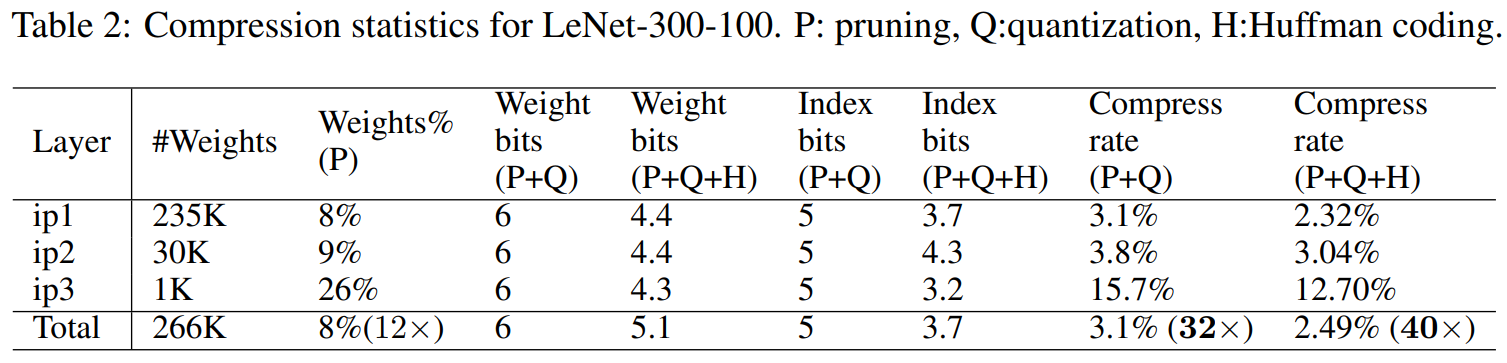 Table 2: Compression statistics for LeNet-300-100. P: pruning, Q:quantization, H:Huffman coding.
Layer #Weights Weights% (P) Weight bits (P+Q) Weight bits (P+Q+H) Index bits (P+Q) Index bits (P+Q+H) Compress rate (P+Q) Compress rate (P+Q+H)
ip1 235K 8% 6 4.4 5 3.7 3.1% 2.32%
ip2 30K 9% 6 4.4 5 4.3 3.8% 3.04%
ip3 1K 26% 6 4.3 5 3.2 15.7% 12.70%
Total 266K 8%(12×) 6 5.1 5 3.7 3.1% (32×) 2.49% (40×)